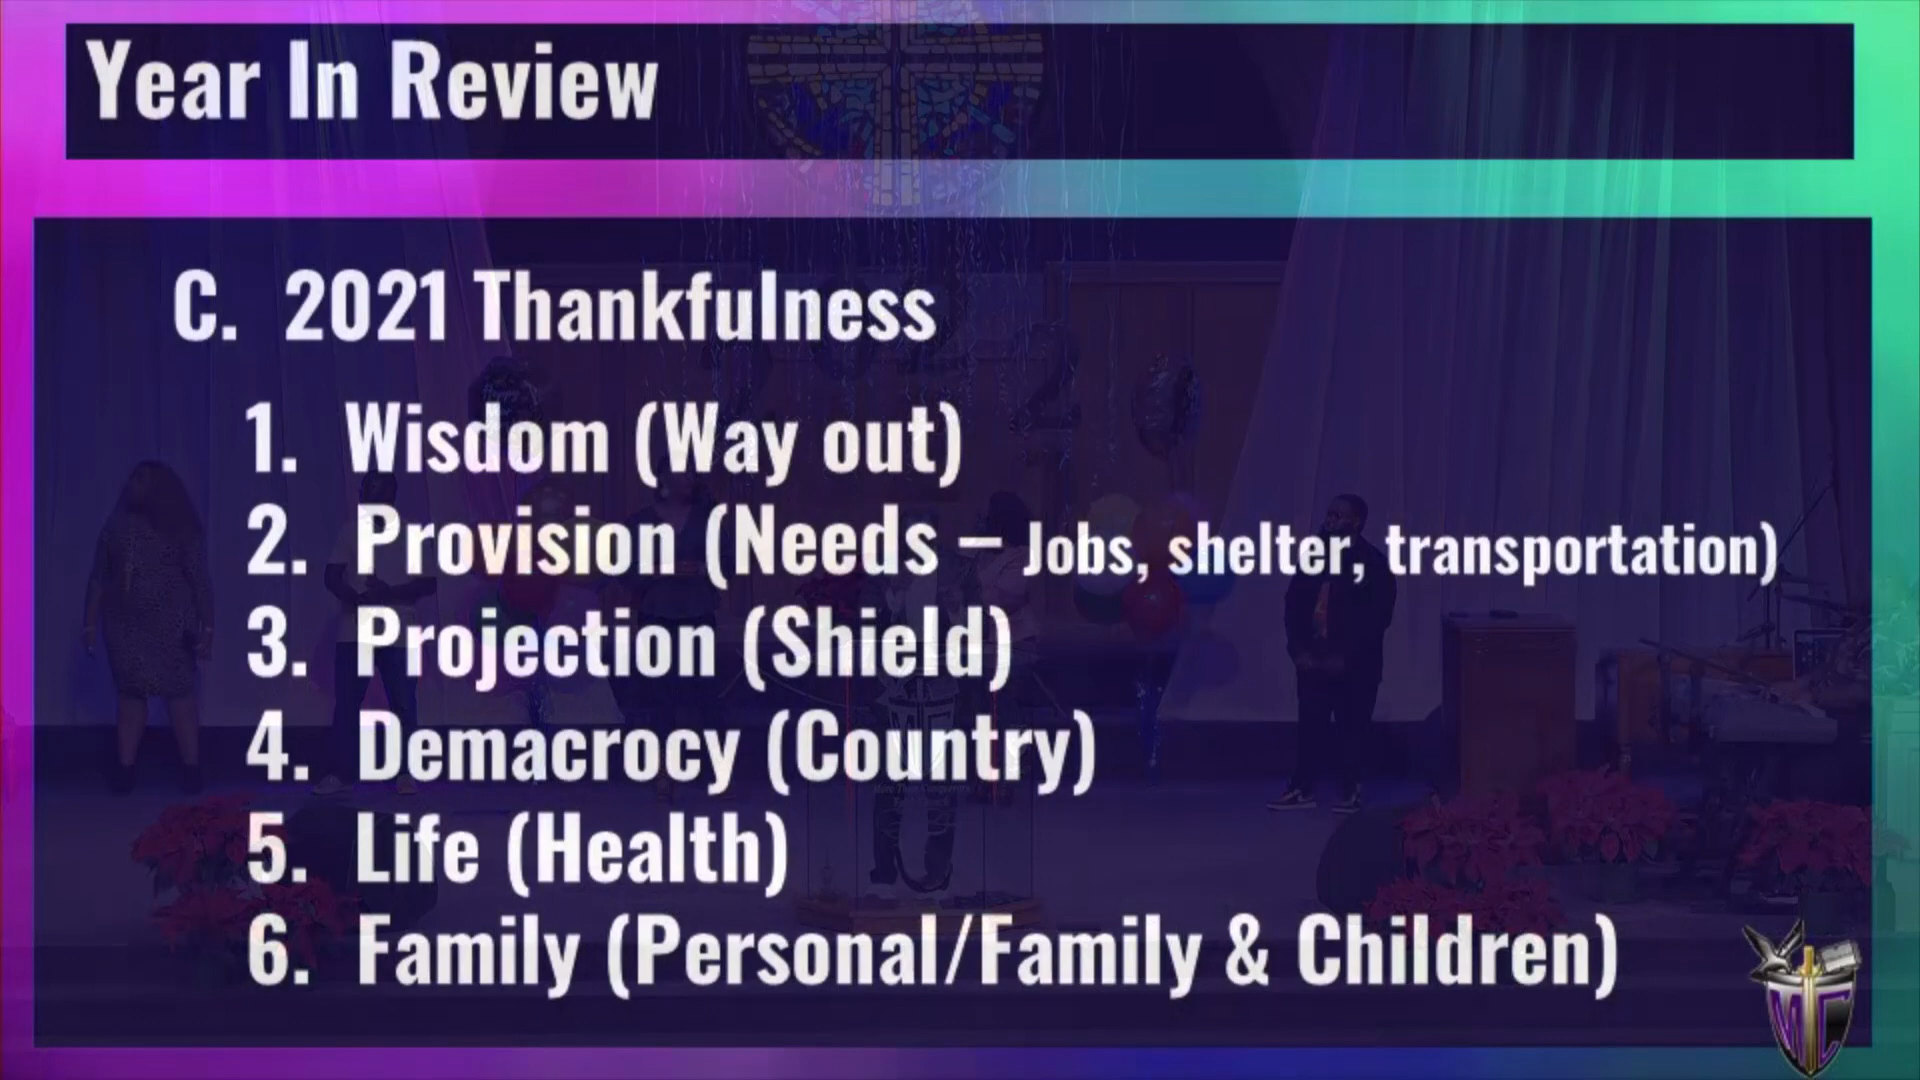 Year In Review
C. 2021 Thankfulness
1. Wisdom (Way out)
2. Provision (Needs – Jobs, shelter, transportation)
3. Projection (Shield)
4. Demacrocy (Country)
5. Life (Health)
6. Family (Personal/Family & Children)
MTC